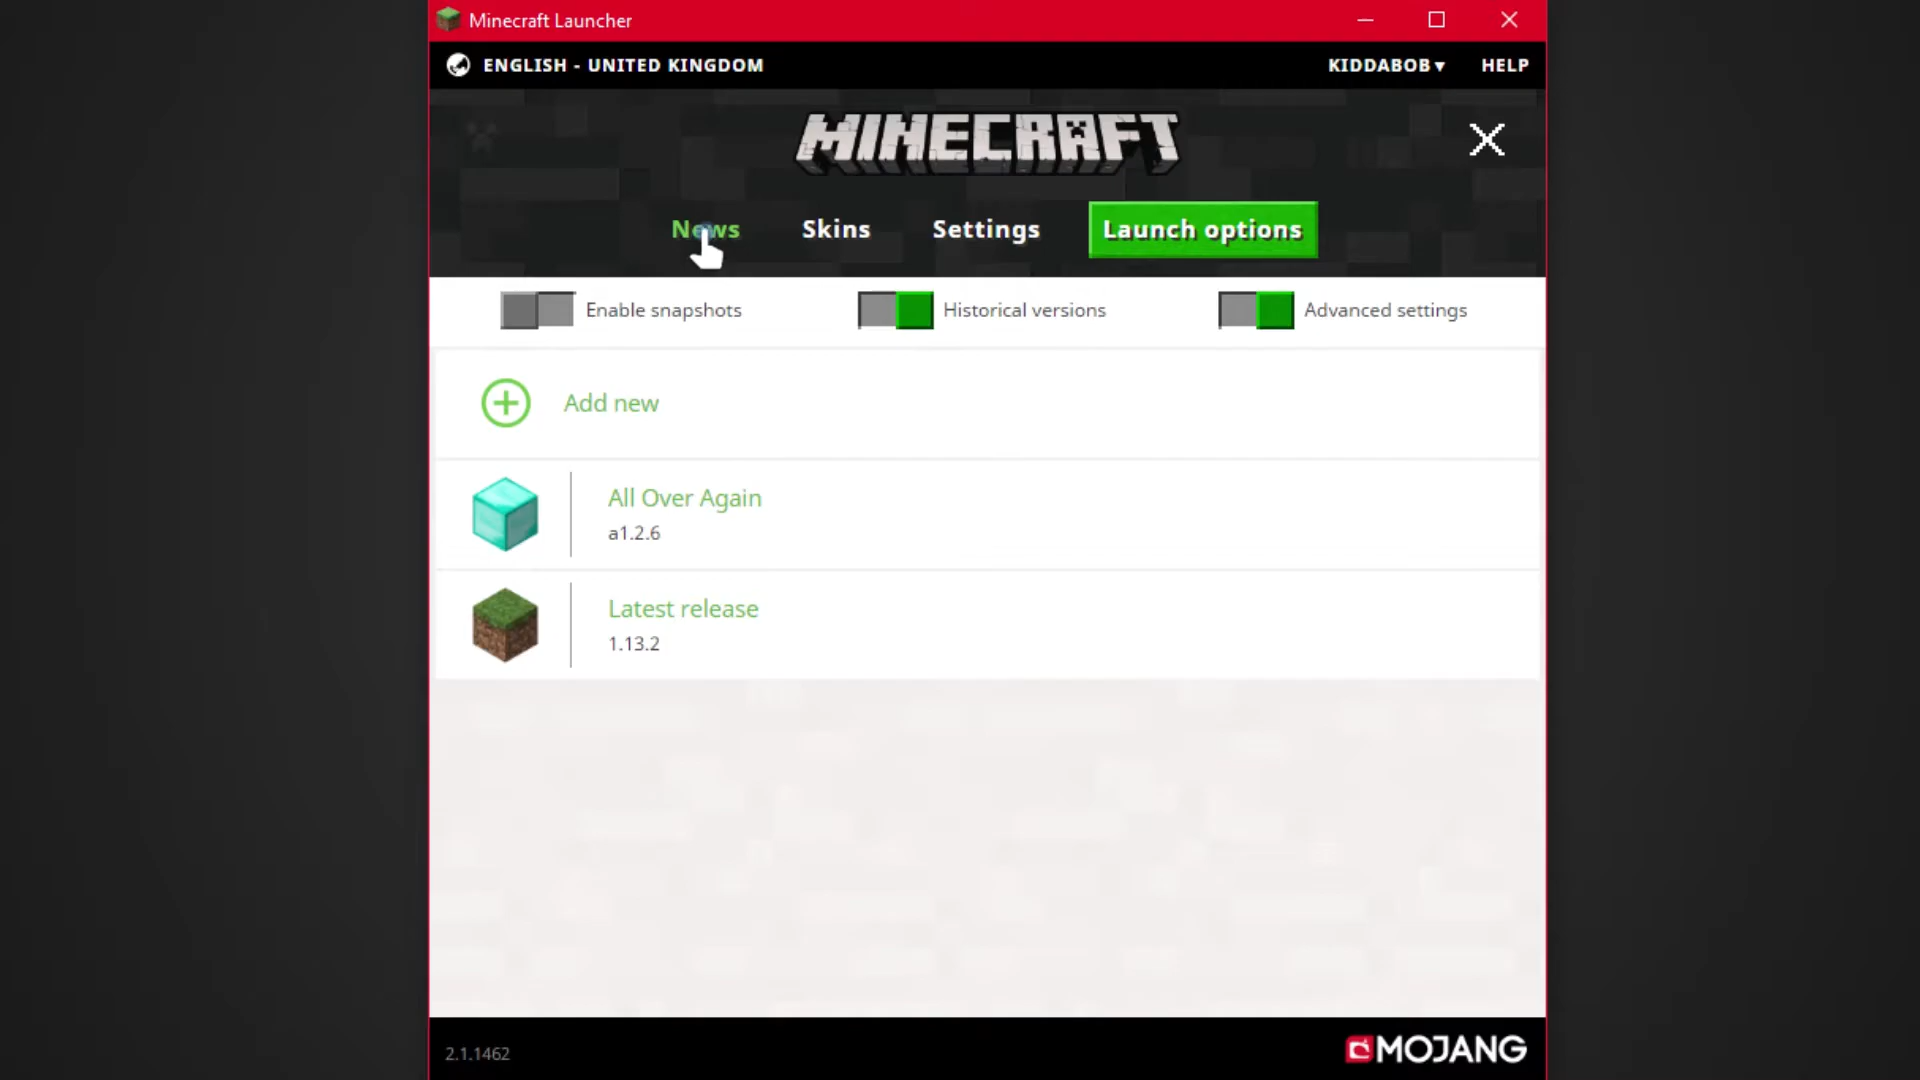 Minecraft Launcher
ENGLISH - UNITED KINGDOM KIDDABOB▼ HELP
MINECRAFT
News Skins Settings Launch options
Enable snapshots Historical versions Advanced settings
Add new
All Over Again
a1.2.6
Latest release
1.13.2
2.1.1462 MOJANG